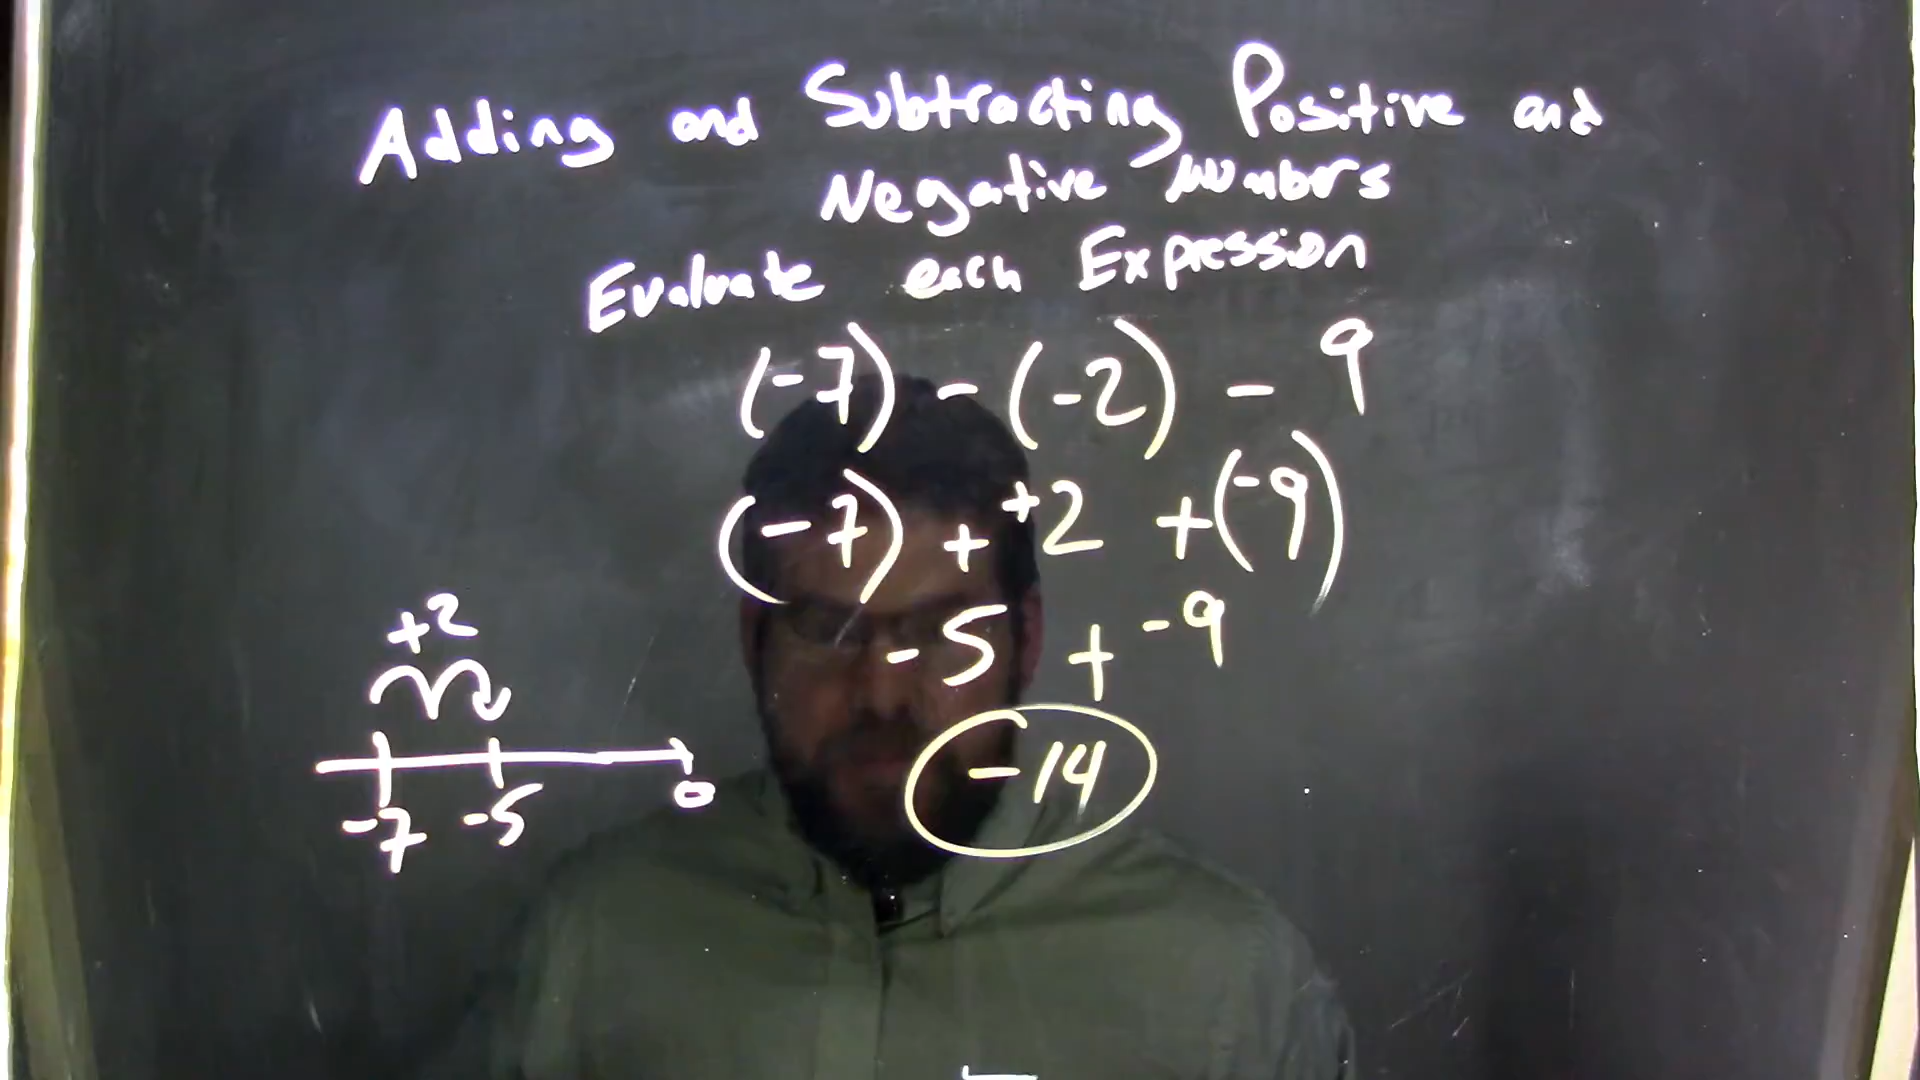 Adding and Subtracting Positive and
Negative Numbers
Evaluate each Expression
(-7) - (-2) - 9
(-7) + +2 + (-9)
-5 + -9
-14
+2
-7 -5 0